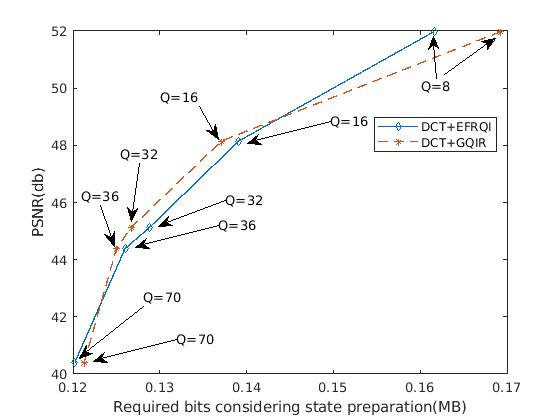 52
50
48
46
44
42
40
PSNR(db)
0.12
0.13
0.14
0.15
0.16
0.17
Required bits considering state preparation(MB)
DCT+EFRQI
DCT+GQIR
Q=8
Q=16
Q=16
Q=32
Q=36
Q=32
Q=36
Q=70
Q=70